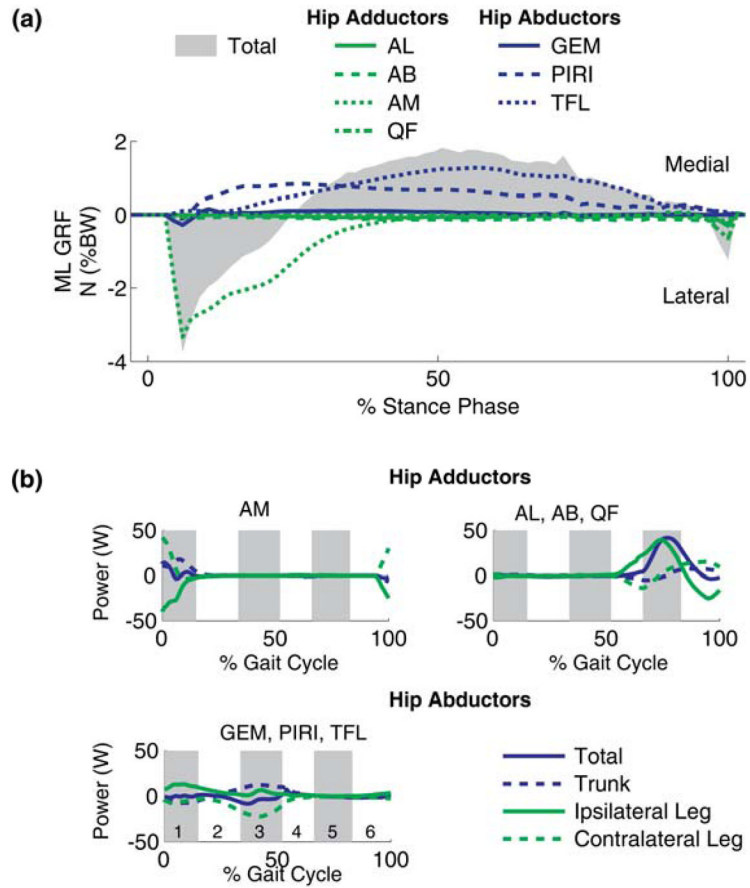 (a)
Total
Hip Adductors
AL
AB
AM
QF
Hip Abductors
GEM
PIRI
TFL
ML GRF
N (%BW)
2
0
-2
-4
Medial
Lateral
0 50 100
% Stance Phase
(b)
Hip Adductors
AM
Power (W)
50
0
-50
0 50 100
% Gait Cycle
AL, AB, QF
Power (W)
50
0
-50
0 50 100
% Gait Cycle
Hip Abductors
GEM, PIRI, TFL
Power (W)
50
0
-50
1 2 3 4 5 6
0 50 100
% Gait Cycle
Total
Trunk
Ipsilateral Leg
Contralateral Leg